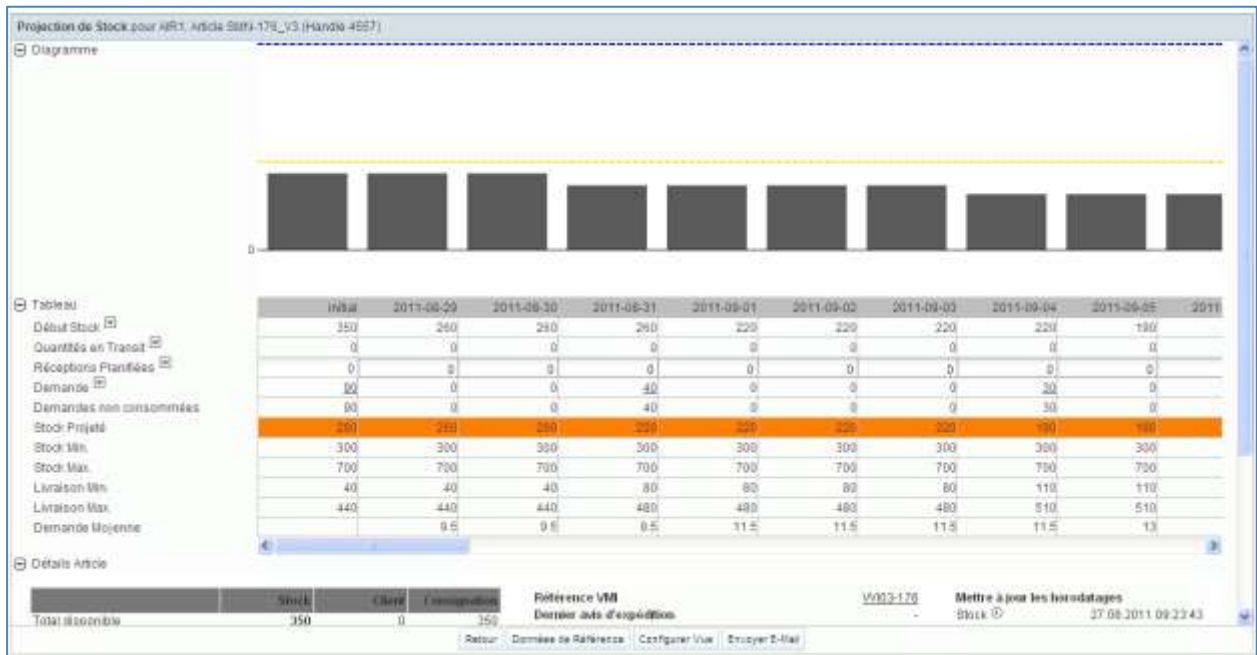 Projection de Stock pour AIR1, Article SMN-176_V3 (Handle 4557)
Diagramme
0
Tableau Initial 2011-08-29 2011-08-30 2011-08-31 2011-09-01 2011-09-02 2011-09-03 2011-09-04 2011-09-05 2011
Début Stock 350 260 260 260 220 220 220 220 190
Quantités en Transit 0 0 0 0 0 0 0 0 0
Réceptions Planifiées 0 0 0 0 0 0 0 0 0
Demande 90 0 0 40 0 0 0 30 0
Demandes non consommées 90 0 0 40 0 0 0 30 0
Stock Projeté 260 260 260 220 220 220 220 190 190
Stock Min. 300 300 300 300 300 300 300 300 300
Stock Max. 700 700 700 700 700 700 700 700 700
Livraison Min. 40 40 40 80 80 80 80 110 110
Livraison Max. 440 440 440 480 480 480 480 510 510
Demande Moyenne 9.5 9.5 9.5 11.5 11.5 11.5 11.5 13
Détails Article
Stock Client Consignation Référence VMI VMI03-176 Mettre à jour les horodatages
Total disponible 350 0 350 Dernier avis d'expédition - Stock 27.08.2011 09:23:43
Retour Données de Référence Configurer Vue Envoyer E-Mail